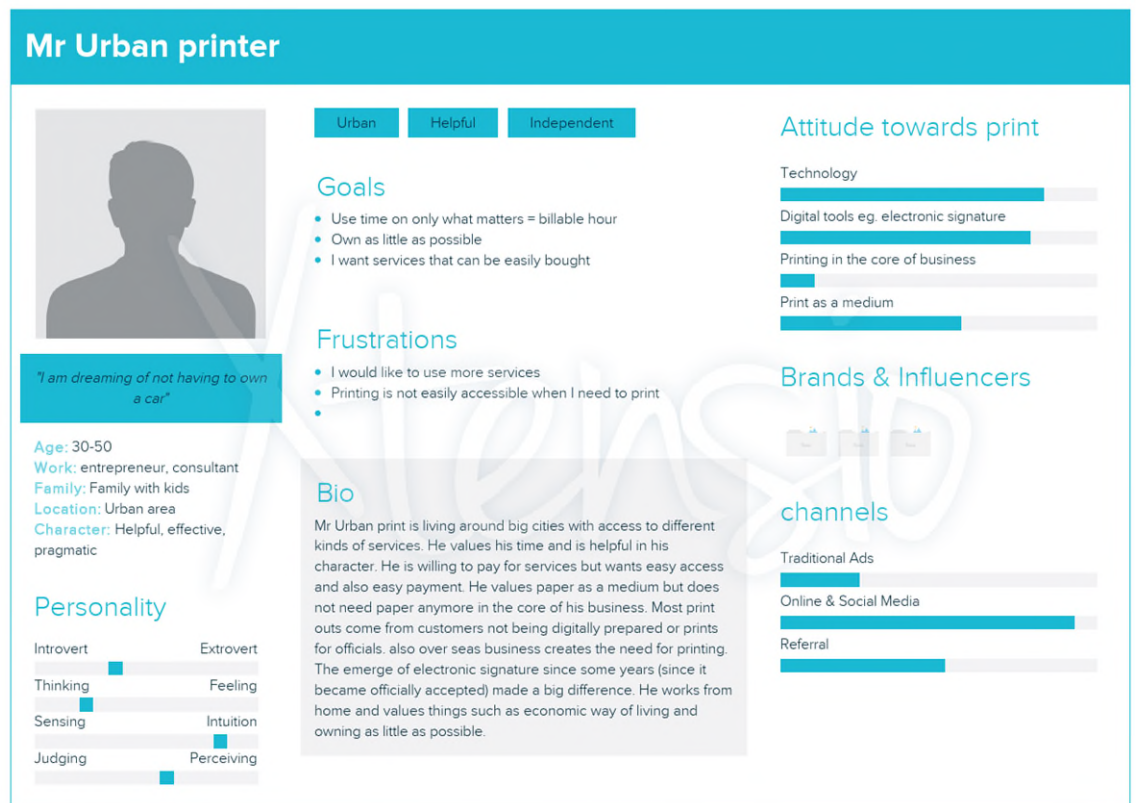 Mr Urban printer
"I am dreaming of not having to own
a car"
Age: 30-50
Work: entrepreneur, consultant
Family: Family with kids
Location: Urban area
Character: Helpful, effective,
pragmatic
Personality
Introvert Extrovert
Thinking Feeling
Sensing Intuition
Judging Perceiving
Urban Helpful Independent
Goals
Use time on only what matters = billable hour
Own as little as possible
I want services that can be easily bought
Frustrations
I would like to use more services
Printing is not easily accessible when I need to print
Bio
Mr Urban print is living around big cities with access to different
kinds of services. He values his time and is helpful in his
character. He is willing to pay for services but wants easy access
and also easy payment. He values paper as a medium but does
not need paper anymore in the core of his business. Most print
outs come from customers not being digitally prepared or prints
for officials. also over seas business creates the need for printing.
The emerge of electronic signature since some years (since it
became officially accepted) made a big difference. He works from
home and values things such as economic way of living and
owning as little as possible.
Attitude towards print
Technology
Digital tools eg. electronic signature
Printing in the core of business
Print as a medium
Brands & Influencers
channels
Traditional Ads
Online & Social Media
Referral
Xtensio